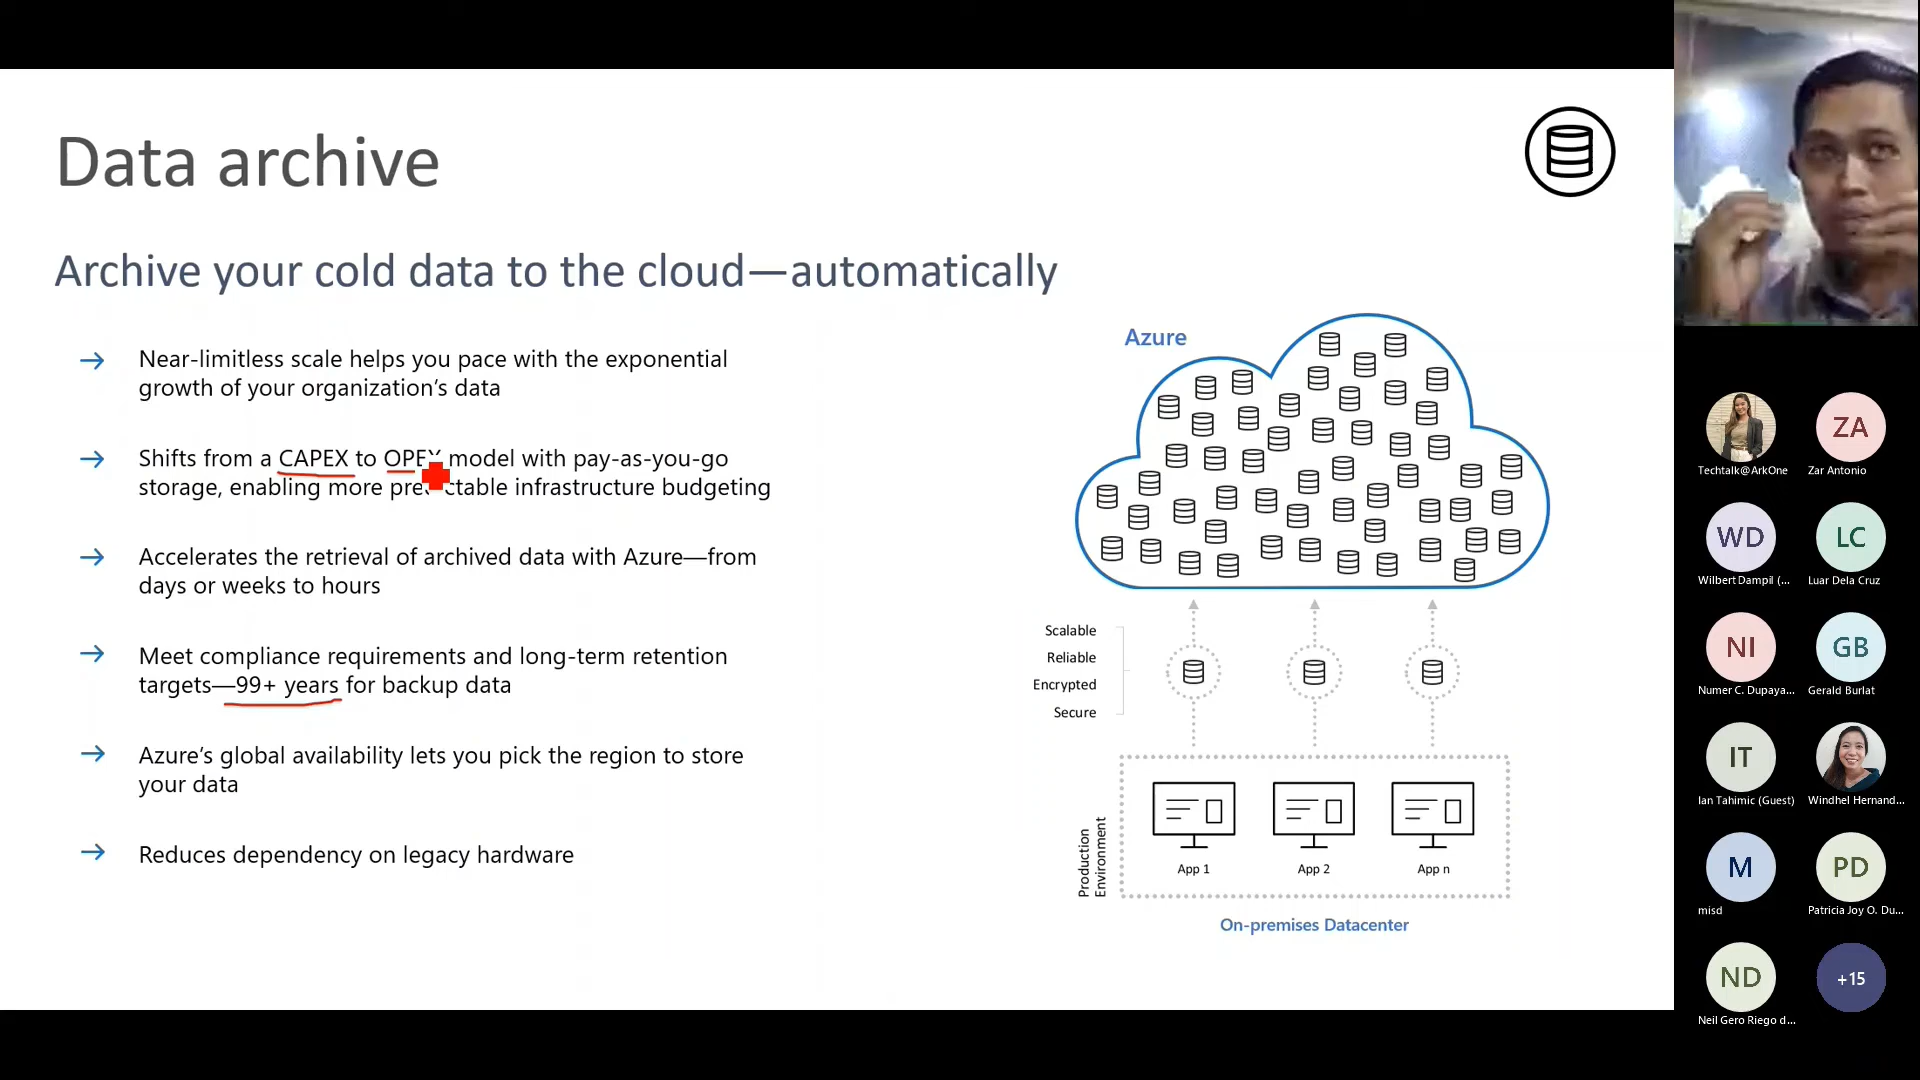 Data archive
Archive your cold data to the cloud—automatically
Near-limitless scale helps you pace with the exponential
growth of your organization's data
Shifts from a CAPEX to OPEX model with pay-as-you-go
storage, enabling more predictable infrastructure budgeting
Accelerates the retrieval of archived data with Azure—from
days or weeks to hours
Meet compliance requirements and long-term retention
targets—99+ years for backup data
Azure's global availability lets you pick the region to store
your data
Reduces dependency on legacy hardware
Azure
Scalable
Reliable
Encrypted
Secure
Production
Environment
App 1
App 2
App n
On-premises Datacenter
Techtalk@ArkOne
ZA
Zar Antonio
WD
Wilbert Dampil (...
LC
Luar Dela Cruz
NI
Numer C. Dupaya...
GB
Gerald Burlat
IT
Ian Tahimic (Guest)
Windhel Hernand...
M
misd
PD
Patricia Joy O. Du...
ND
Neil Gero Riego d...
+15